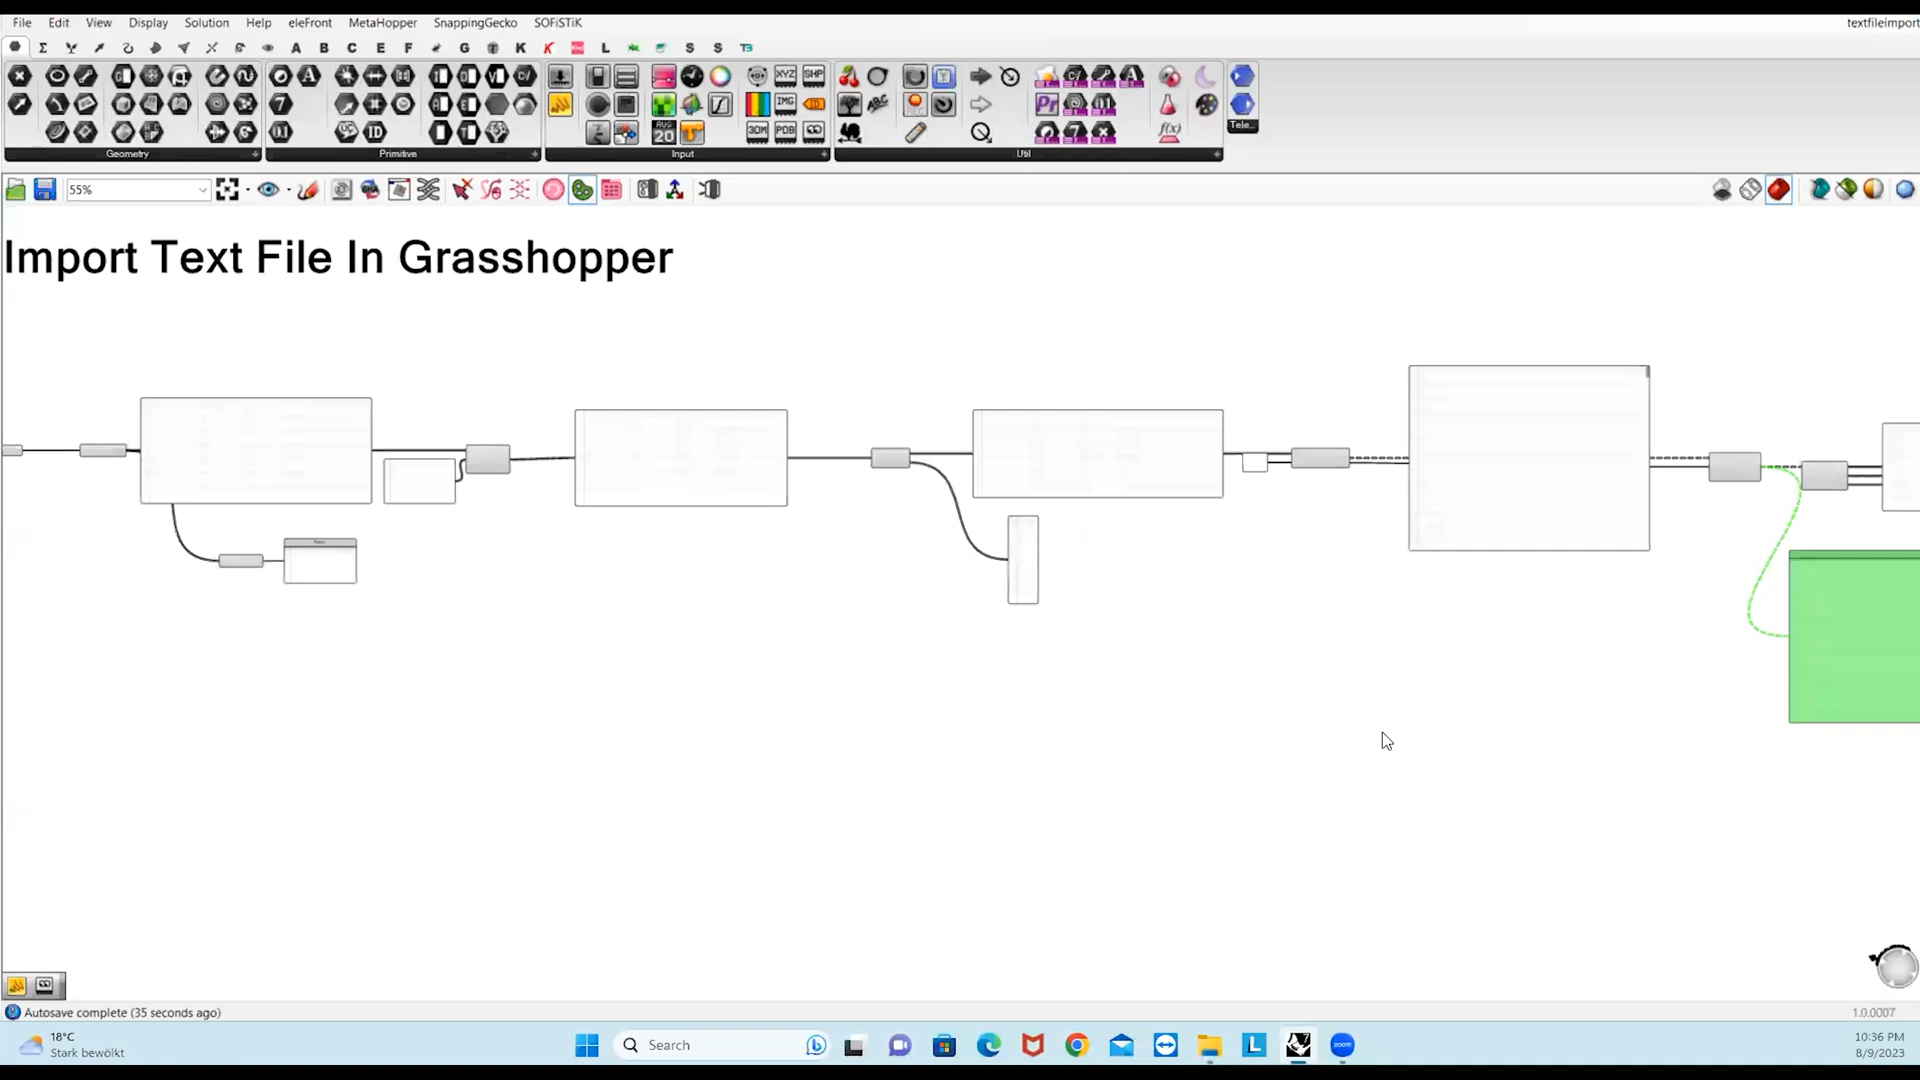 File Edit View Display Solution Help eleFront MetaHopper SnappingGecko SOFiSTiK
textfileimport
A B C E F G K K L S S
Geometry Primitive Input Util Tele...
55%
Import Text File In Grasshopper
Autosave complete (35 seconds ago)
1.0.0007
18°C
Stark bewölkt
Search
zoom
10:36 PM
8/9/2023